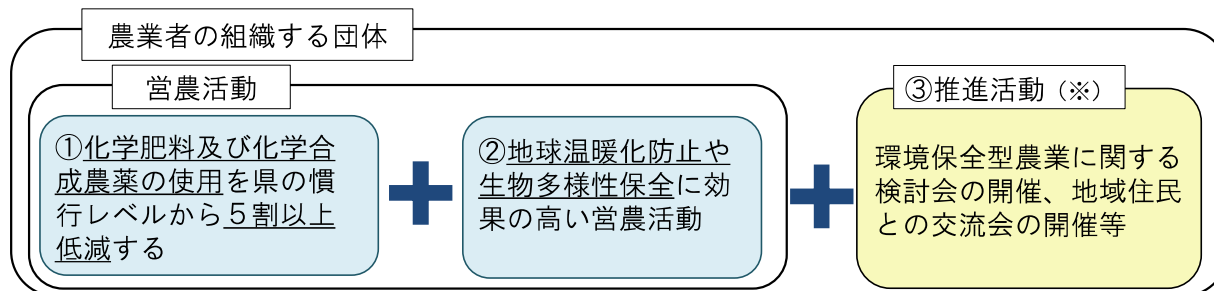 農業者の組織する団体
営農活動
①化学肥料及び化学合
成農薬の使用を県の慣
行レベルから５割以上
低減する
②地球温暖化防止や
生物多様性保全に効
果の高い営農活動
③推進活動（※）
環境保全型農業に関する
検討会の開催、地域住民
との交流会の開催等